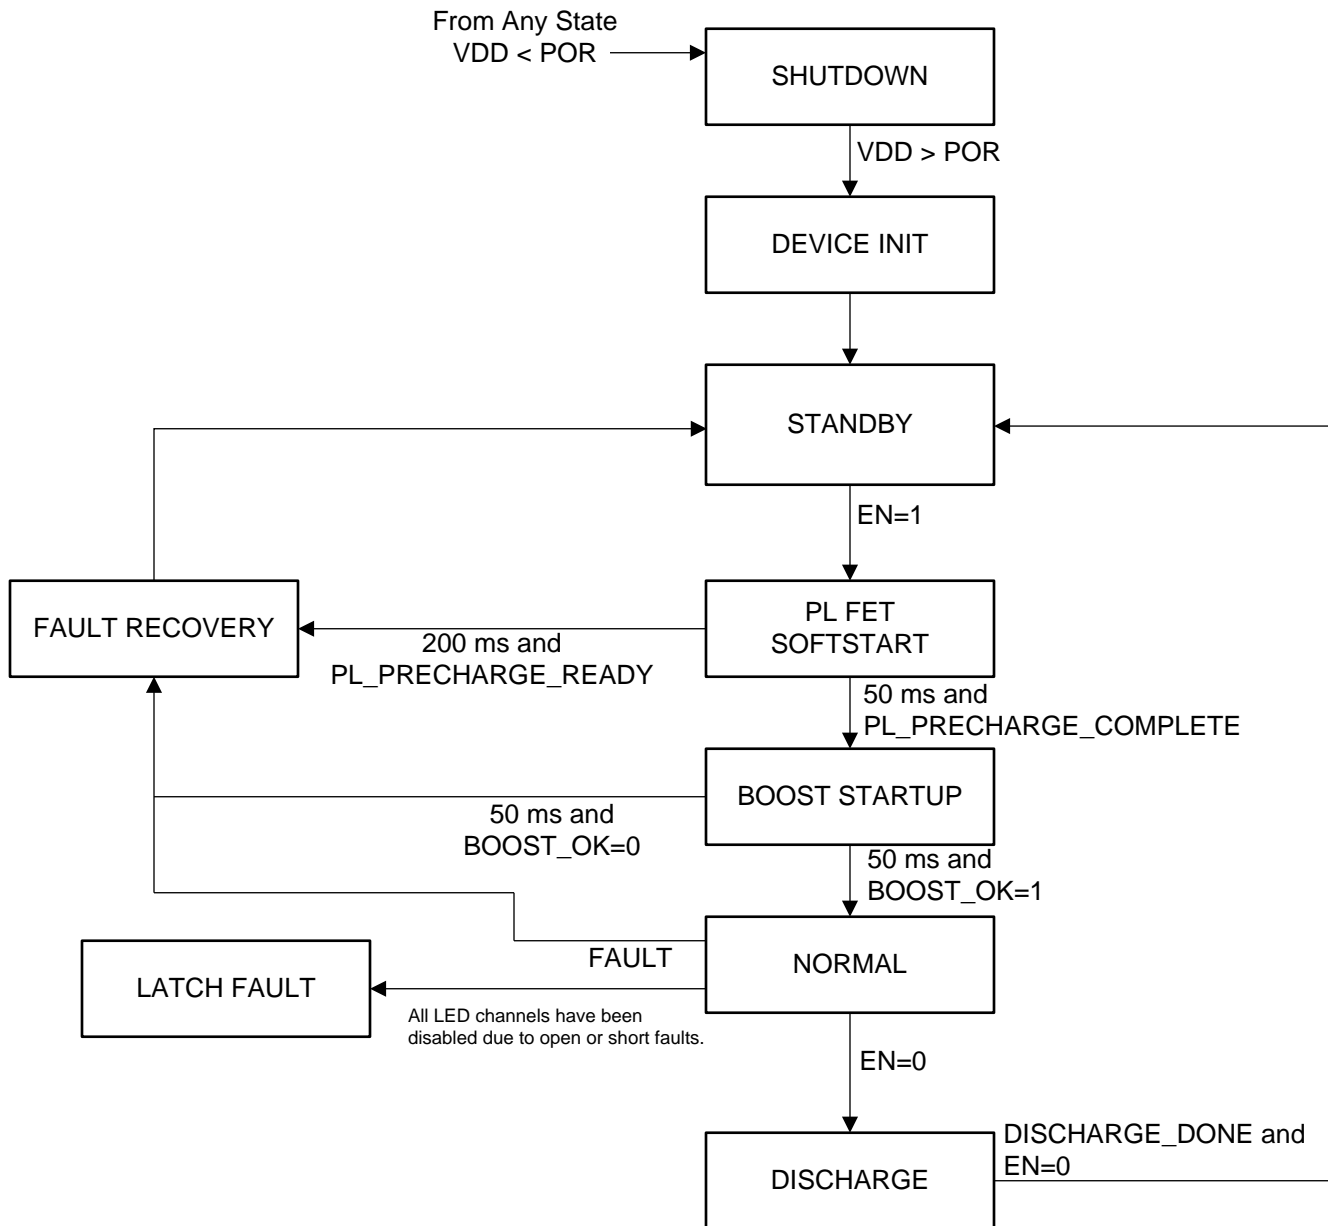 From Any State
VDD < POR
SHUTDOWN
VDD > POR
DEVICE INIT
STANDBY
EN=1
FAULT RECOVERY
PL FET
SOFTSTART
200 ms and
PL_PRECHARGE_READY
50 ms and
PL_PRECHARGE_COMPLETE
BOOST STARTUP
50 ms and
BOOST_OK=0
50 ms and
BOOST_OK=1
FAULT
NORMAL
LATCH FAULT
All LED channels have been
disabled due to open or short faults.
EN=0
DISCHARGE
DISCHARGE_DONE and
EN=0